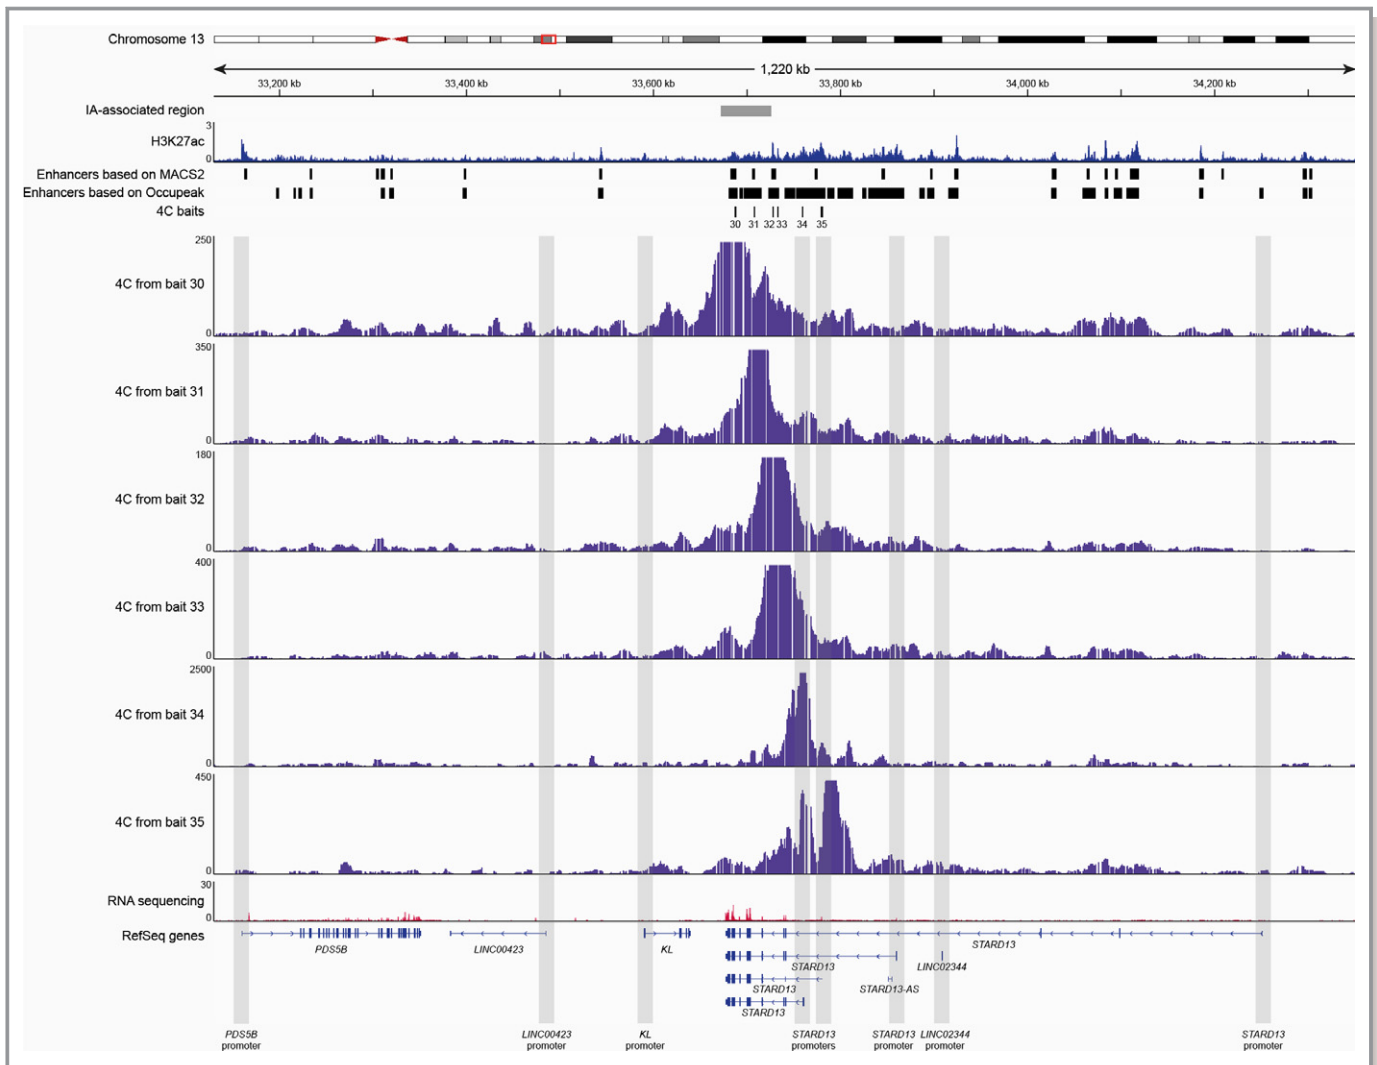 Chromosome 13
1,220 kb
33,200 kb 33,400 kb 33,600 kb 33,800 kb 34,000 kb 34,200 kb
IA-associated region
3
H3K27ac
0
Enhancers based on MACS2
Enhancers based on Occupeak
4C baits
30 31 32 33 34 35
250
4C from bait 30
0
350
4C from bait 31
0
180
4C from bait 32
0
400
4C from bait 33
0
2500
4C from bait 34
0
450
4C from bait 35
0
30
RNA sequencing
0
RefSeq genes
PDS5B LINC00423 KL STARD13
STARD13 LINC02344
STARD13 STARD13-AS
STARD13
PDS5B LINC00423 KL STARD13 STARD13 LINC02344 STARD13
promoter promoter promoter promoters promoter promoter promoter